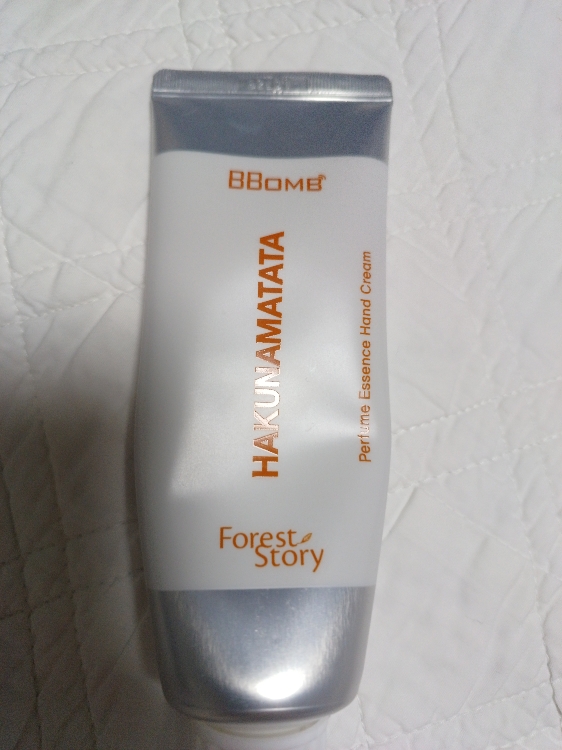 BBOMB
HAKUNAMATATA
Perfume Essence Hand Cream
Forest
Story